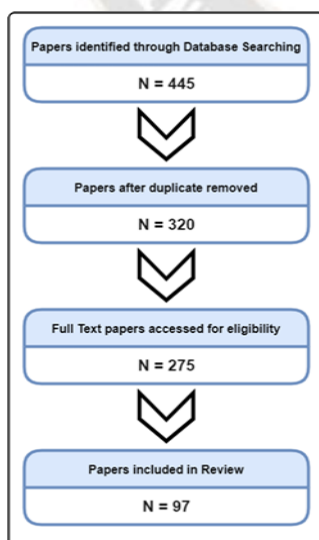 Papers identified through Database Searching
N = 445
Papers after duplicate removed
N = 320
Full Text papers accessed for eligibility
N = 275
Papers included in Review
N = 97